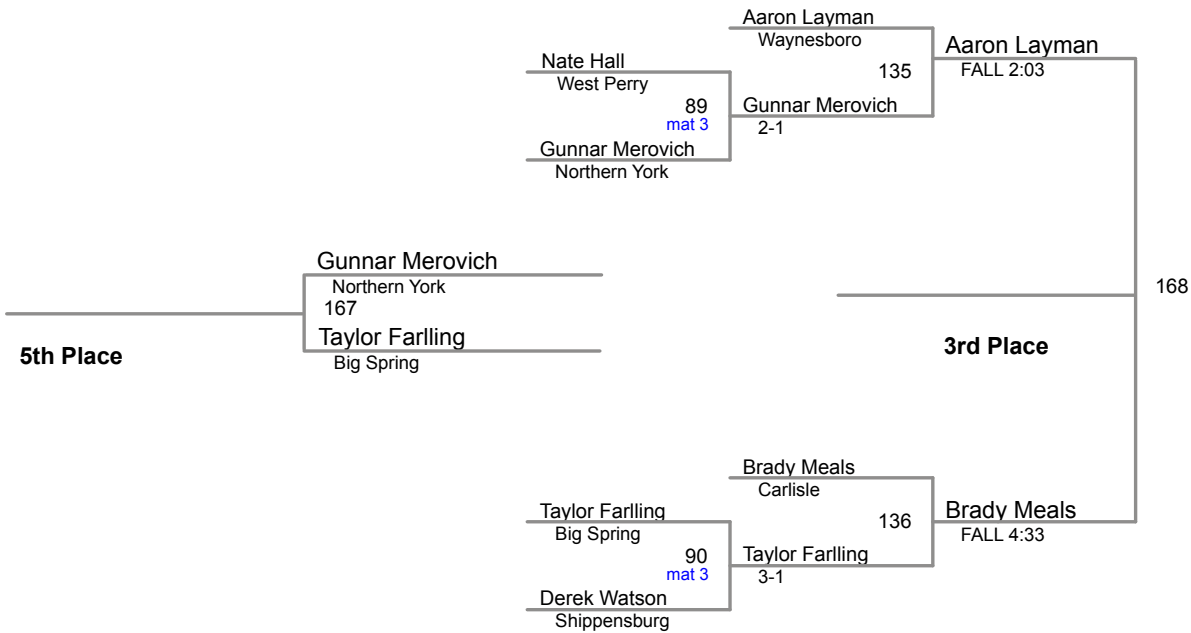 Aaron Layman
Waynesboro
Aaron Layman
FALL 2:03
Nate Hall
West Perry
135
89
mat 3
Gunnar Merovich
2-1
Gunnar Merovich
Northern York
Gunnar Merovich
Northern York
167
Taylor Farlling
Big Spring
5th Place
168
3rd Place
Brady Meals
Carlisle
Brady Meals
FALL 4:33
Taylor Farlling
Big Spring
136
90
mat 3
Taylor Farlling
3-1
Derek Watson
Shippensburg